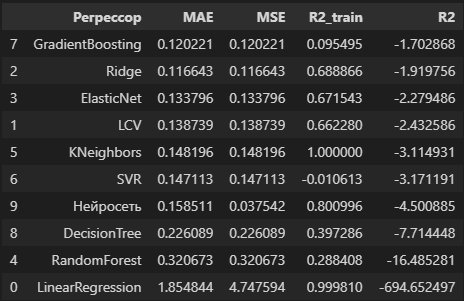 Регрессор MAE MSE R2_train R2
7 GradientBoosting 0.120221 0.120221 0.095495 -1.702868
2 Ridge 0.116643 0.116643 0.688866 -1.919756
3 ElasticNet 0.133796 0.133796 0.671543 -2.279486
1 LCV 0.138739 0.138739 0.662280 -2.432586
5 KNeighbors 0.148196 0.148196 1.000000 -3.114931
6 SVR 0.147113 0.147113 -0.010613 -3.171191
9 Нейросеть 0.158511 0.037542 0.800996 -4.500885
8 DecisionTree 0.226089 0.226089 0.397286 -7.714448
4 RandomForest 0.320673 0.320673 0.288408 -16.485281
0 LinearRegression 1.854844 4.747594 0.999810 -694.652497